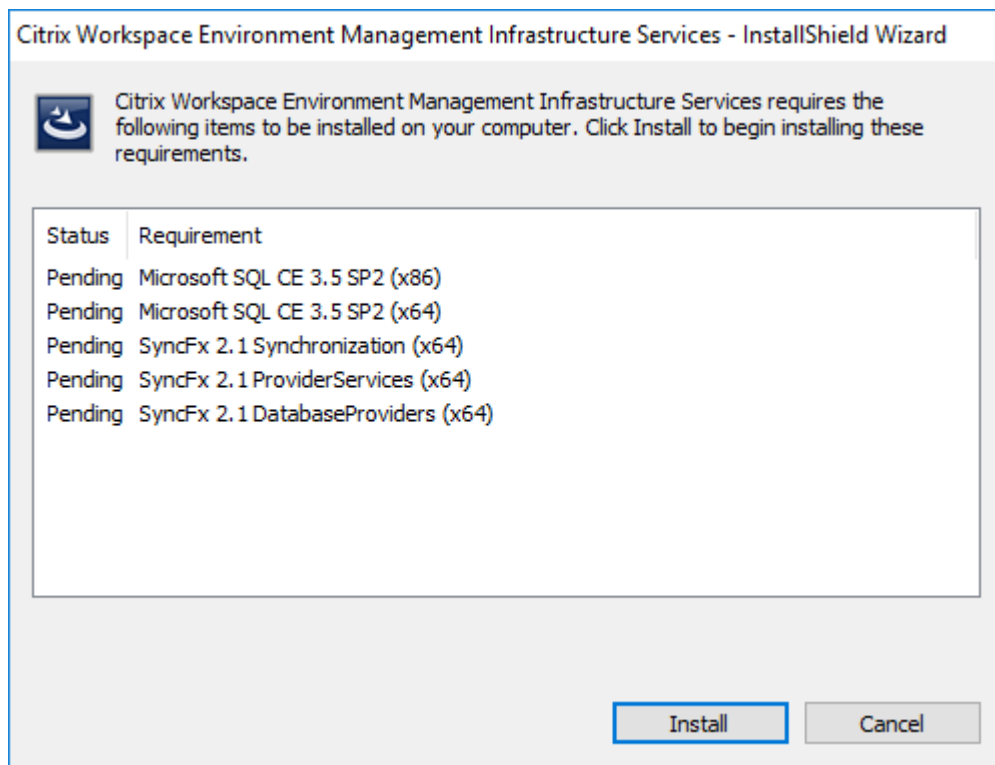 Citrix Workspace Environment Management Infrastructure Services - InstallShield Wizard
Citrix Workspace Environment Management Infrastructure Services requires the
following items to be installed on your computer. Click Install to begin installing these
requirements.
Status Requirement
Pending Microsoft SQL CE 3.5 SP2 (x86)
Pending Microsoft SQL CE 3.5 SP2 (x64)
Pending SyncFx 2.1 Synchronization (x64)
Pending SyncFx 2.1 ProviderServices (x64)
Pending SyncFx 2.1 DatabaseProviders (x64)
Install Cancel